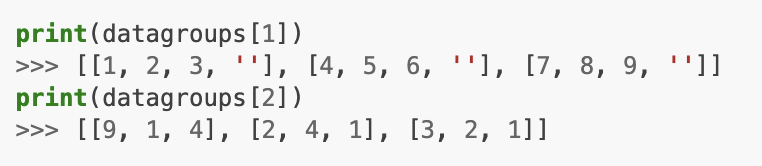 print(datagroups[1])
>>> [[1, 2, 3, ''], [4, 5, 6, ''], [7, 8, 9, '']]
print(datagroups[2])
>>> [[9, 1, 4], [2, 4, 1], [3, 2, 1]]